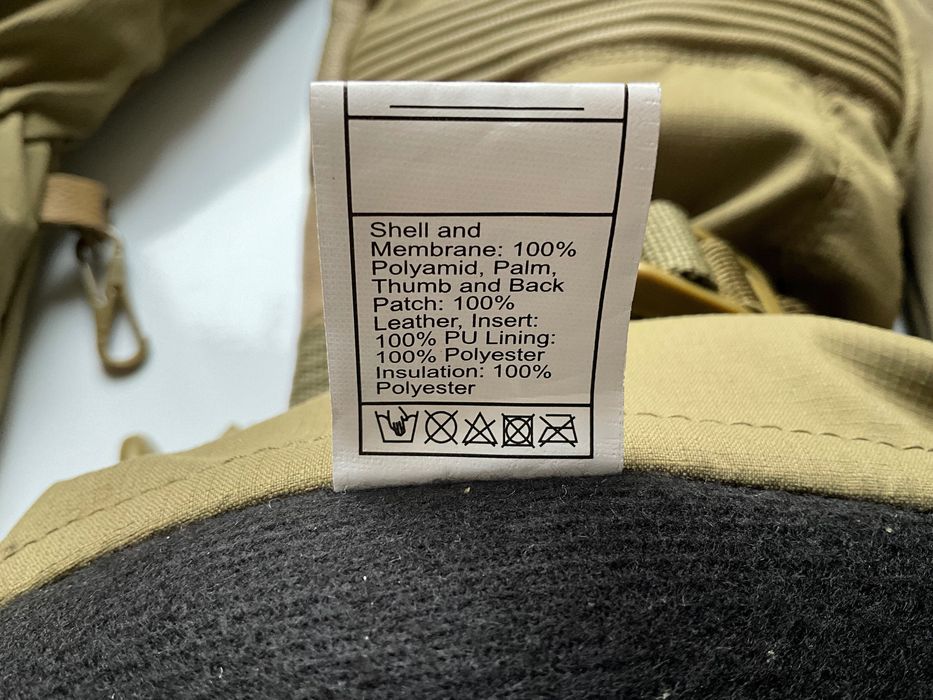 Shell and
Membrane: 100%
Polyamid, Palm,
Thumb and Back
Patch: 100%
Leather, Insert:
100% PU Lining:
100% Polyester
Insulation: 100%
Polyester